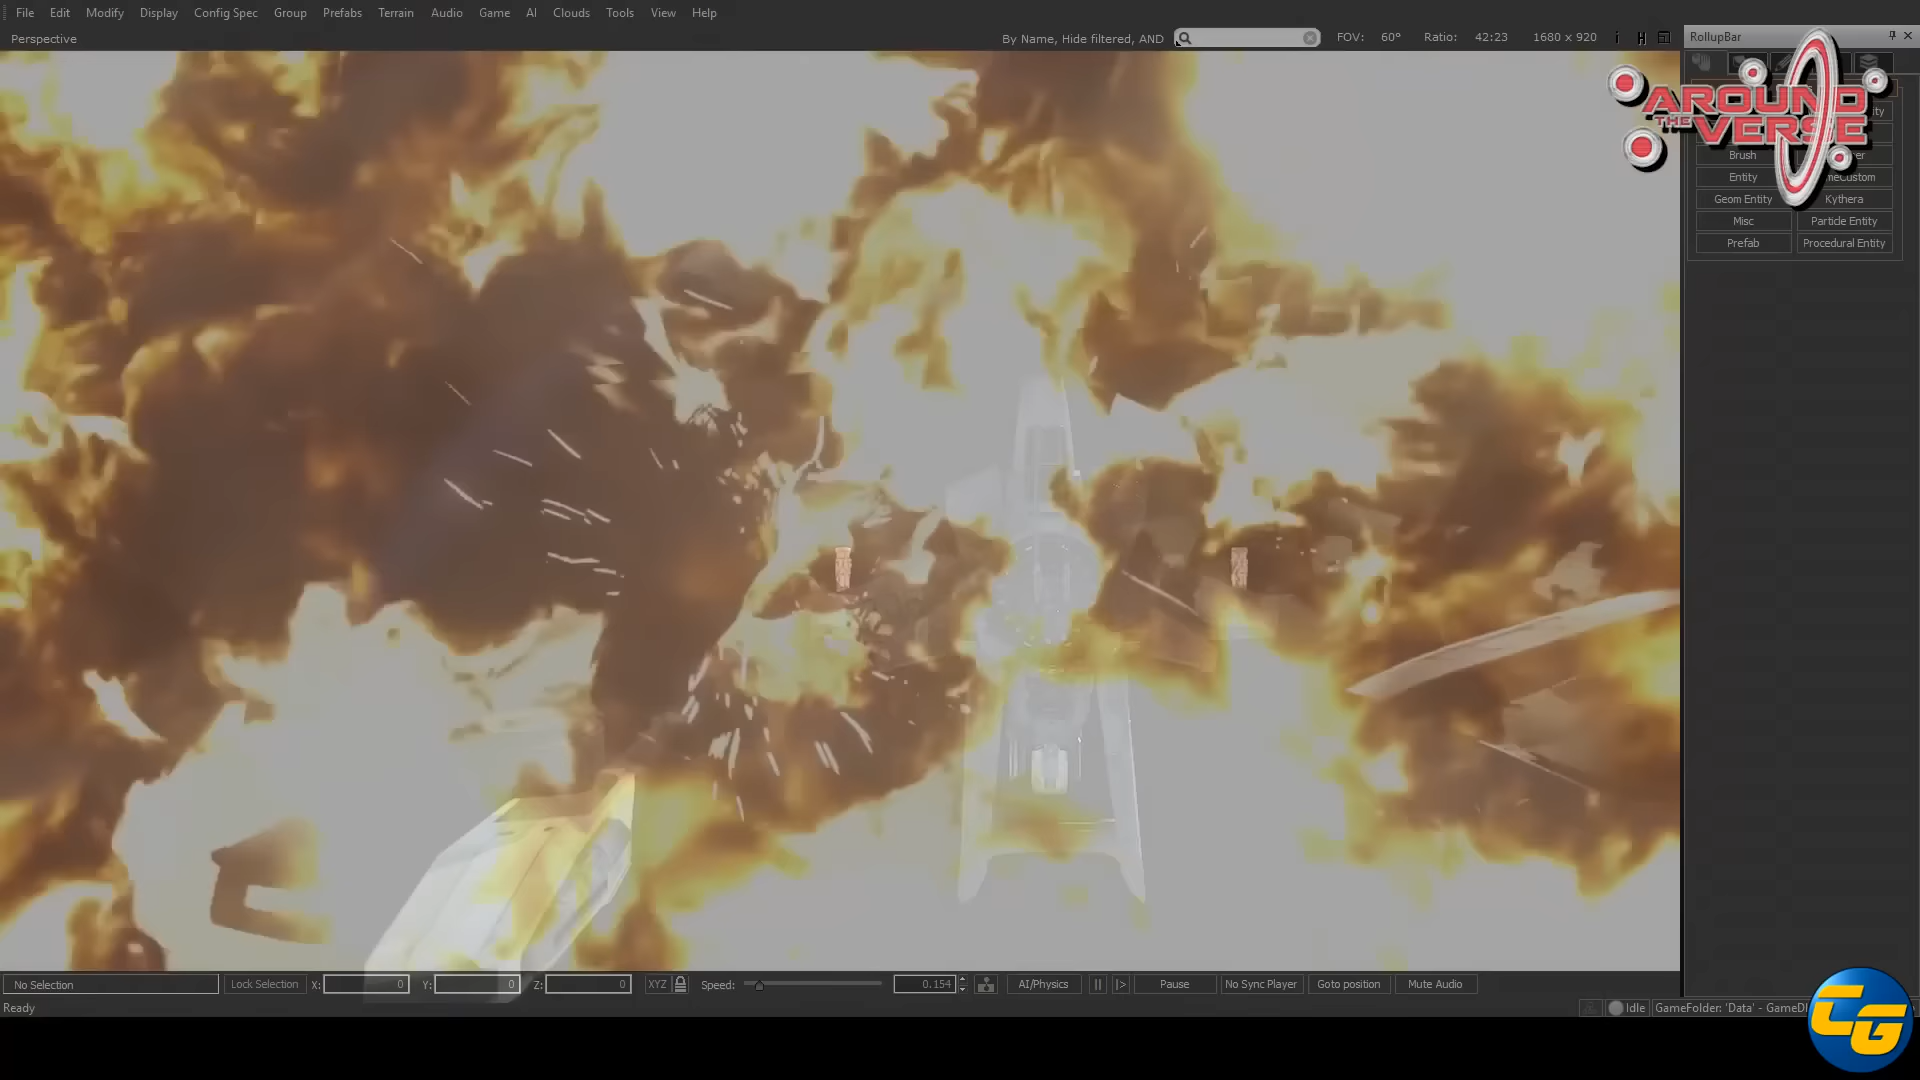 File Edit Modify Display Config Spec Group Prefabs Terrain Audio Game AI Clouds Tools View Help
Perspective By Name, Hide filtered, AND FOV: 60° Ratio: 42:23 1680 x 920 i H
RollupBar
AROUND
THE VERSE
Brush
Entity
Geom Entity Kythera
Misc Particle Entity
Prefab Procedural Entity
No Selection Lock Selection X: 0 Y: 0 Z: 0 XYZ Speed: 0.154 AI/Physics Pause No Sync Player Goto position Mute Audio
Ready Idle GameFolder: 'Data' -
CG